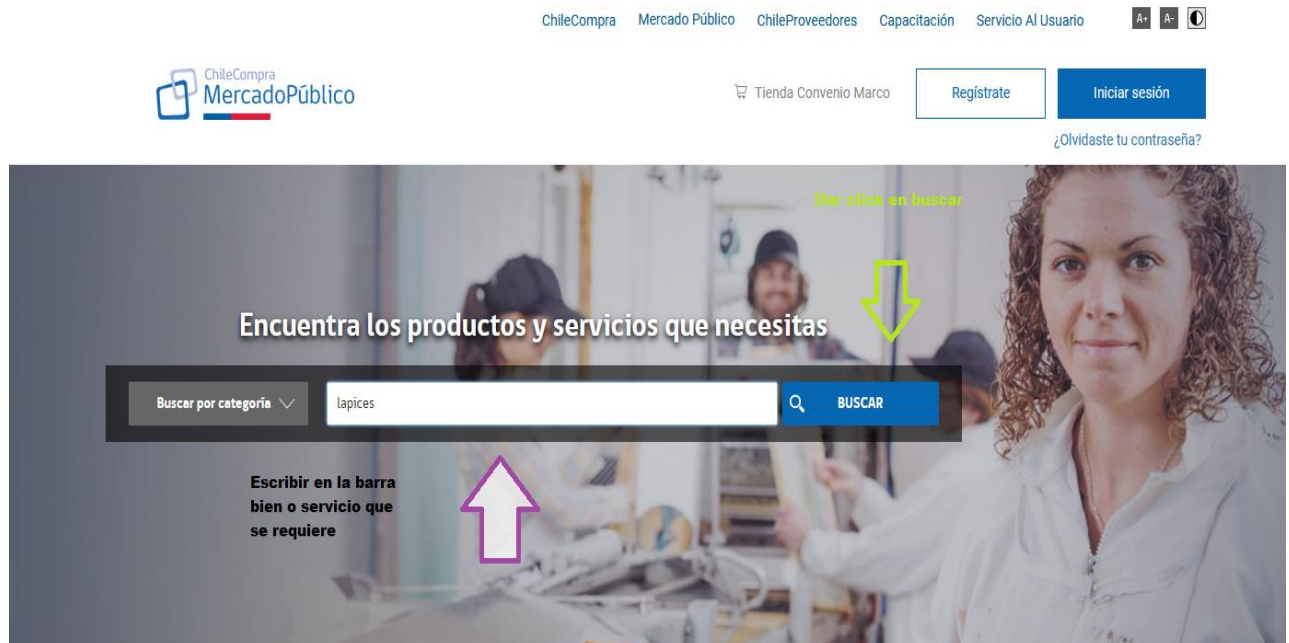 ChileCompra Mercado Público ChileProveedores Capacitación Servicio Al Usuario A+ A-
ChileCompra
MercadoPúblico
Tienda Convenio Marco Regístrate Iniciar sesión
¿Olvidaste tu contraseña?
Dar click en buscar
Encuentra los productos y servicios que necesitas
Buscar por categoría lapices BUSCAR
Escribir en la barra
bien o servicio que
se requiere